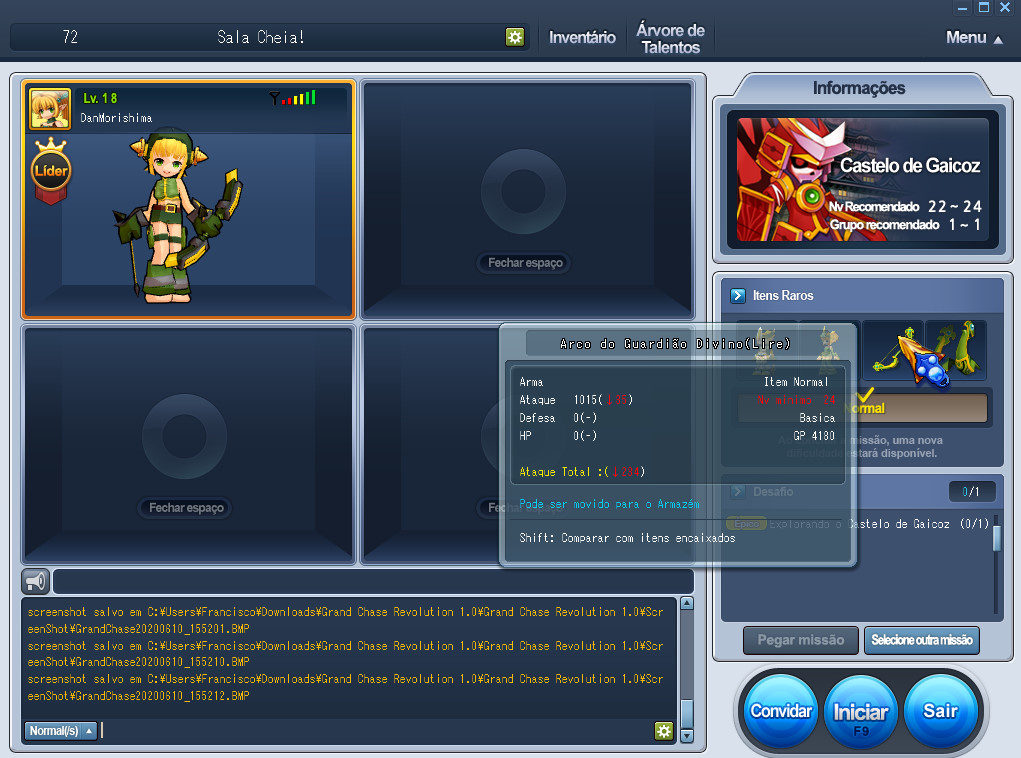 72
Sala Cheia!
Inventário
Árvore de
Talentos
Menu
Lv.18
DanMorishima
Líder
Fechar espaço
Fechar espaço
Informações
Castelo de Gaicoz
Nv Recomendado 22 ~ 24
Grupo recomendado 1 ~ 1
Itens Raros
Arco do Guardião Divino(Lire)
Arma
Item Normal
Ataque 1015(
Nv mínimo 24
Defesa 0(-)
Basica
HP 0(-)
GP 4180
Ataque Total :(
Pode ser movido para o Armazém
Shift: Comparar com itens encaixados
missão, uma nova
dificuldade estará disponível.
Desafio
0/1
Épico Explorando o Castelo de Gaicoz (0/1)
screenshot salvo em C:¥Users¥Francisco¥Downloads¥Grand Chase Revolution 1.0¥Grand Chase Revolution 1.0¥Scr
eenShot¥GrandChase20200610_155201.BMP
screenshot salvo em C:¥Users¥Francisco¥Downloads¥Grand Chase Revolution 1.0¥Grand Chase Revolution 1.0¥Scr
eenShot¥GrandChase20200610_155210.BMP
screenshot salvo em C:¥Users¥Francisco¥Downloads¥Grand Chase Revolution 1.0¥Grand Chase Revolution 1.0¥Scr
eenShot¥GrandChase20200610_155212.BMP
Normal(/s)
Pegar missão
Selecione outra missão
Convidar
Iniciar
F9
Sair